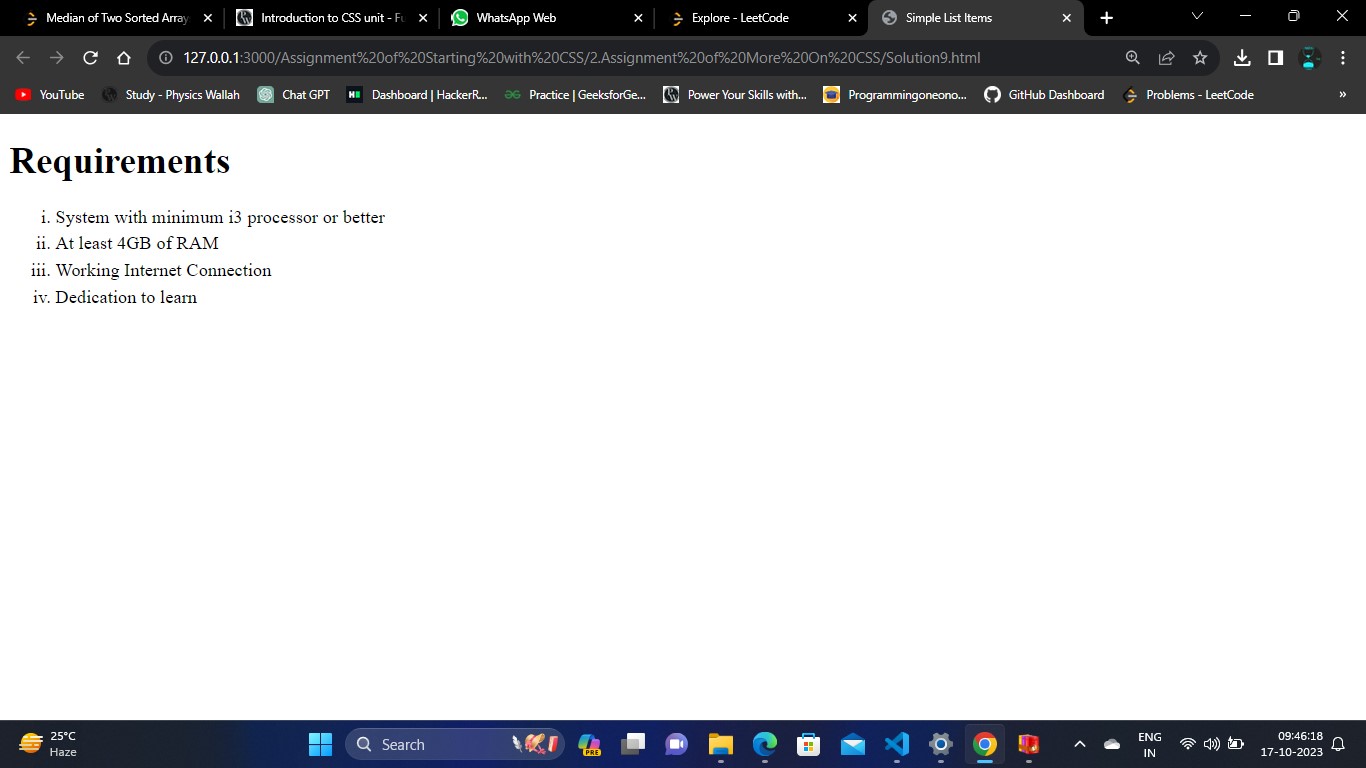 Median of Two Sorted Array
Introduction to CSS unit - Fu
WhatsApp Web
Explore - LeetCode
Simple List Items
127.0.0.1:3000/Assignment%20of%20Starting%20with%20CSS/2.Assignment%20of%20More%20On%20CSS/Solution9.html
YouTube
Study - Physics Wallah
Chat GPT
Dashboard | HackerR...
Practice | GeeksforGe...
Power Your Skills with...
Programmingoneono...
GitHub Dashboard
Problems - LeetCode
»
Requirements
i. System with minimum i3 processor or better
ii. At least 4GB of RAM
iii. Working Internet Connection
iv. Dedication to learn
25°C
Haze
Search
PRE
ENG
IN
09:46:18
17-10-2023